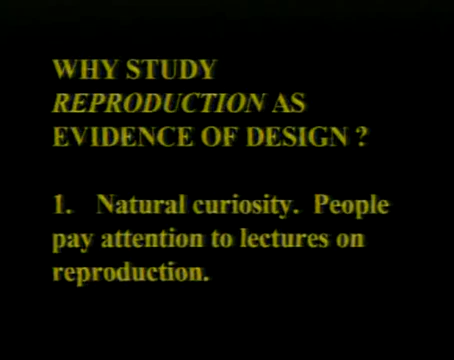 WHY STUDY
REPRODUCTION AS
EVIDENCE OF DESIGN ?
1. Natural curiosity. People
pay attention to lectures on
reproduction.